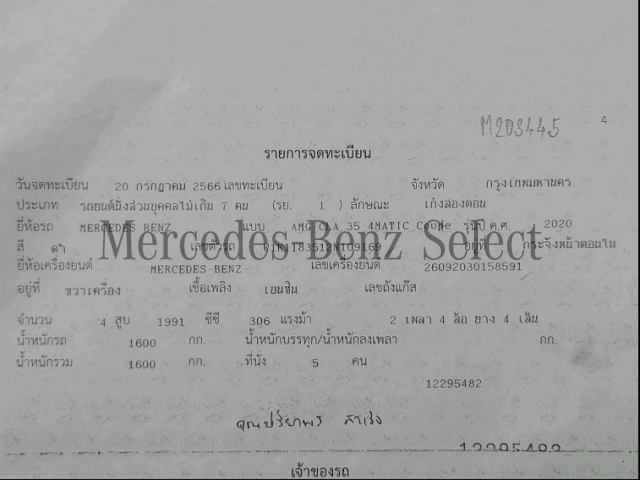 M203445 4
รายการจดทะเบียน
วันจดทะเบียน 20 กรกฎาคม 2566 เลขทะเบียน จังหวัด กรุงเทพมหานคร
ประเภท รถยนต์นั่งส่วนบุคคลไม่เกิน 7 คน (รย. 1 ) ลักษณะ เก๋งสองตอน
ยี่ห้อรถ MERCEDES BENZ แบบ AMG CLA 35 4MATIC Coupe รุ่นปี ค.ศ. 2020
สี ดำ เลขตัวรถ อยู่ที่ กระจังหน้าตอนใน
Mercedes Benz Select
ยี่ห้อเครื่องยนต์ MERCEDES BENZ เลขเครื่องยนต์ 26092030158591
อยู่ที่ ขวาเครื่อง เชื้อเพลิง เบนซิน เลขถังแก๊ส
จำนวน 4 สูบ 1991 ซีซี 306 แรงม้า 2 เพลา 4 ล้อ ยาง 4 เส้น
น้ำหนักรถ 1600 กก. น้ำหนักบรรทุก/น้ำหนักลงเพลา กก.
น้ำหนักรวม 1600 กก. ที่นั่ง 5 คน
12295482
คุณปรียาพร
12295482
เจ้าของรถ